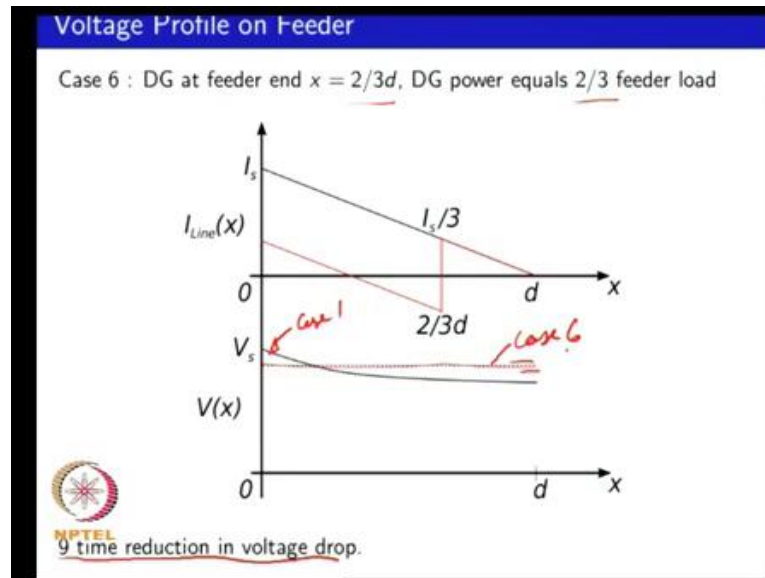 Voltage Profile on Feeder
Case 6 : DG at feeder end x = 2/3d, DG power equals 2/3 feeder load
I_s
I_Line(x)
I_s/3
0
d
x
2/3d
Case 1
Case 6
V_s
V(x)
0
d
x
NPTEL
9 time reduction in voltage drop.